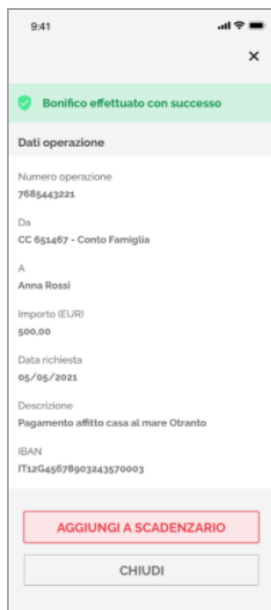 9:41
Bonifico effettuato con successo
Dati operazione
Numero operazione
7685443221
Da
CC 651467 - Conto Famiglia
A
Anna Rossi
Importo (EUR)
500,00
Data richiesta
05/05/2021
Descrizione
Pagamento affitto casa al mare Otranto
IBAN
IT12G45678903243570003
AGGIUNGI A SCADENZARIO
CHIUDI